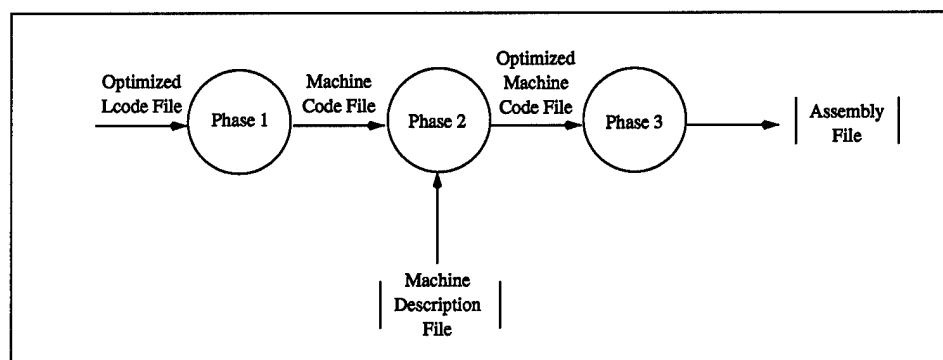 Optimized
Lcode File
Phase 1
Machine
Code File
Phase 2
Optimized
Machine
Code File
Phase 3
Assembly
File
Machine
Description
File